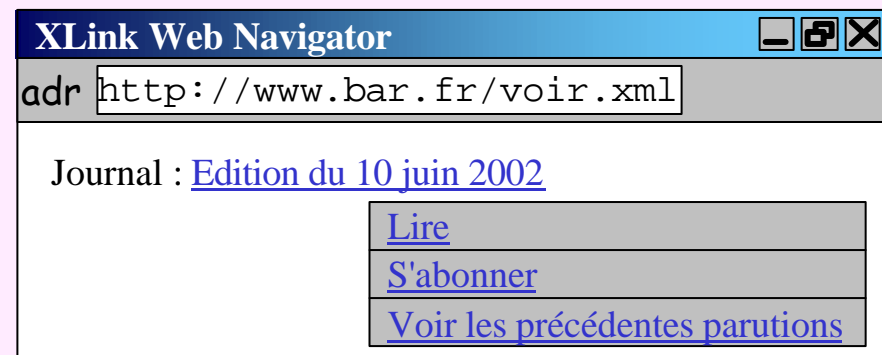 XLink Web Navigator
adr http://www.bar.fr/voir.xml
Journal : Edition du 10 juin 2002
Lire
S'abonner
Voir les précédentes parutions